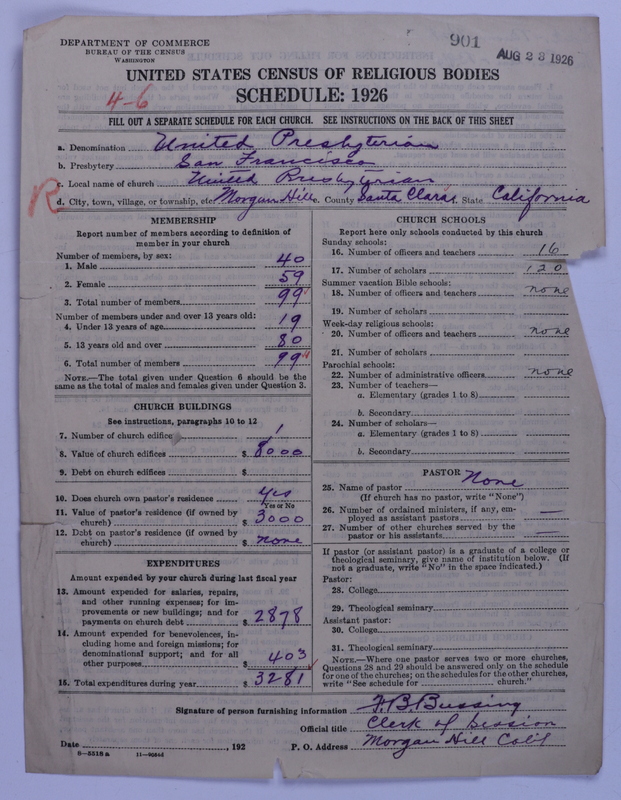 DEPARTMENT OF COMMERCE
BUREAU OF THE CENSUS
WASHINGTON
901
AUG 23 1926
UNITED STATES CENSUS OF RELIGIOUS BODIES
4-6
SCHEDULE: 1926
FILL OUT A SEPARATE SCHEDULE FOR EACH CHURCH. SEE INSTRUCTIONS ON THE BACK OF THIS SHEET
a. Denomination United Presbyterian
b. Presbytery San Francisco
c. Local name of church United Presbyterian
R
d. City, town, village, or township, etc. Morgan Hill e. County Santa Clara f. State California
MEMBERSHIP
Report number of members according to definition of
member in your church
Number of members, by sex:
1. Male 40
2. Female 59
3. Total number of members 99
Number of members under and over 13 years old:
4. Under 13 years of age 19
5. 13 years old and over 80
6. Total number of members 99
NOTE.—The total given under Question 6 should be the
same as the total of males and females given under Question 3.
CHURCH BUILDINGS
See instructions, paragraphs 10 to 12
7. Number of church edifices 1
8. Value of church edifices $ 8000
9. Debt on church edifices $
10. Does church own pastor's residence Yes
Yes or No
11. Value of pastor's residence (if owned by
church) $ 3000
12. Debt on pastor's residence (if owned by
church) $ none
EXPENDITURES
Amount expended by your church during last fiscal year
13. Amount expended for salaries, repairs,
and other running expenses; for im-
provements or new buildings; and for
payments on church debt $ 2878
14. Amount expended for benevolences, in-
cluding home and foreign missions; for
denominational support; and for all
other purposes $ 403
15. Total expenditures during year $ 3281
CHURCH SCHOOLS
Report here only schools conducted by this church
Sunday schools:
16. Number of officers and teachers 16
17. Number of scholars 120
Summer vacation Bible schools:
18. Number of officers and teachers none
19. Number of scholars
Week-day religious schools:
20. Number of officers and teachers none
21. Number of scholars
Parochial schools:
22. Number of administrative officers none
23. Number of teachers—
a. Elementary (grades 1 to 8)
b. Secondary
24. Number of scholars—
a. Elementary (grades 1 to 8)
b. Secondary
PASTOR
25. Name of pastor None
(If church has no pastor, write "None")
26. Number of ordained ministers, if any, em-
ployed as assistant pastors —
27. Number of other churches served by the
pastor or his assistants —
If pastor (or assistant pastor) is a graduate of a college or
theological seminary, give name of institution below. (If
not a graduate, write "No" in the space indicated.)
Pastor:
28. College
29. Theological seminary
Assistant pastor:
30. College
31. Theological seminary
NOTE.—Where one pastor serves two or more churches,
Questions 28 and 29 should be answered only on the schedule
for one of the churches; on the schedules for the other churches,
write "See schedule for church."
Signature of person furnishing information F.B. Bussing
Official title Clerk of Session
Date , 192 P. O. Address Morgan Hill Calif
8-5518 a